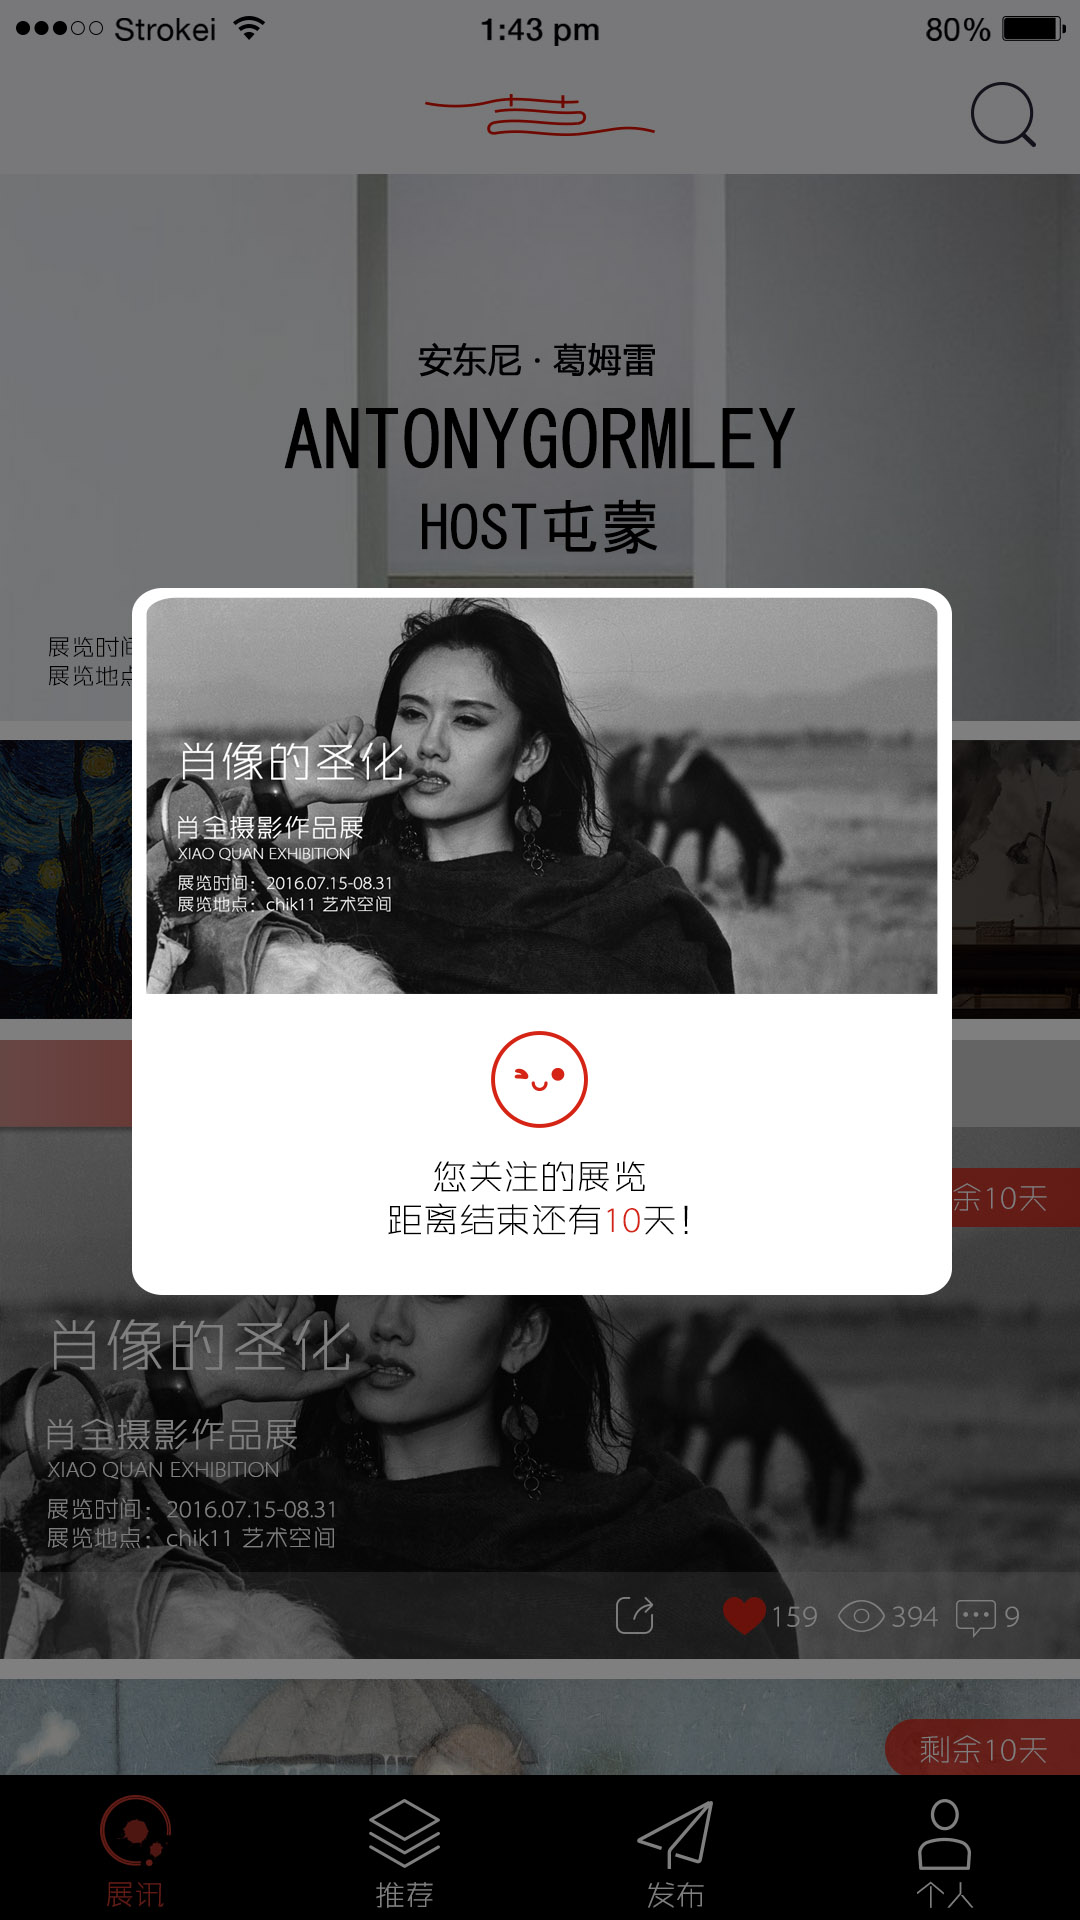 Strokei
1:43 pm
80%
安东尼 · 葛姆雷
ANTONYGORMLEY
HOST屯蒙
展览时间
展览地点
肖像的圣化
肖全摄影作品展
XIAO QUAN EXHIBITION
展览时间：2016.07.15-08.31
展览地点：chik11 艺术空间
您关注的展览
距离结束还有10天！
余10天
肖像的圣化
肖全摄影作品展
XIAO QUAN EXHIBITION
展览时间：2016.07.15-08.31
展览地点：chik11 艺术空间
159 394 9
剩余10天
展讯 推荐 发布 个人